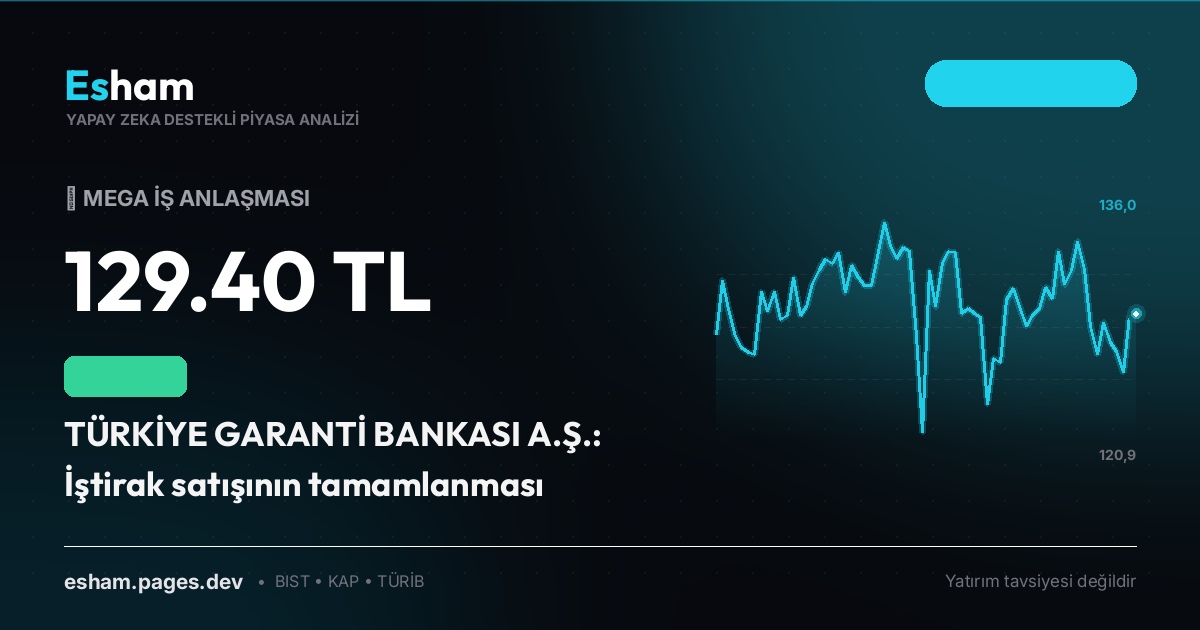 Esham
YAPAY ZEKA DESTEKLİ PİYASA ANALİZİ
MEGA İŞ ANLAŞMASI
136,0
129.40 TL
TÜRKİYE GARANTİ BANKASI A.Ş.:
120,9
İştirak satışının tamamlanması
esham.pages.dev • BIST • KAP • TÜRİB
Yatırım tavsiyesi değildir